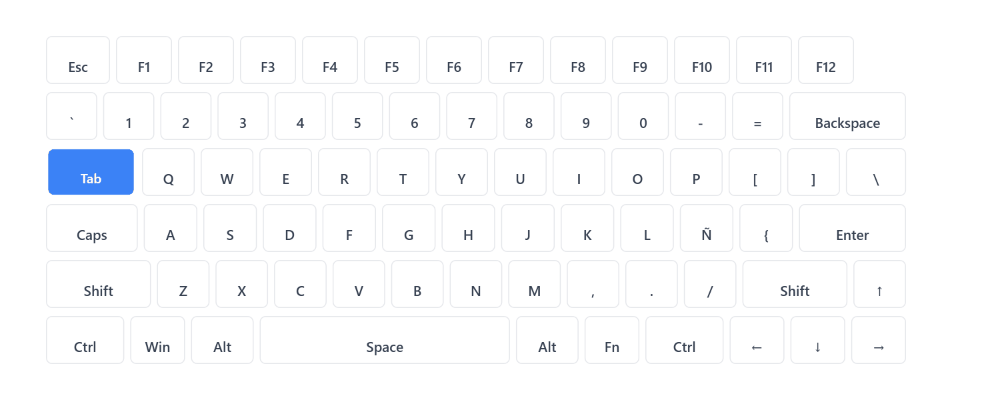 Esc F1 F2 F3 F4 F5 F6 F7 F8 F9 F10 F11 F12
` 1 2 3 4 5 6 7 8 9 0 - = Backspace
Tab Q W E R T Y U I O P [ ] \
Caps A S D F G H J K L Ñ { Enter
Shift Z X C V B N M , . / Shift ↑
Ctrl Win Alt Space Alt Fn Ctrl ← ↓ →